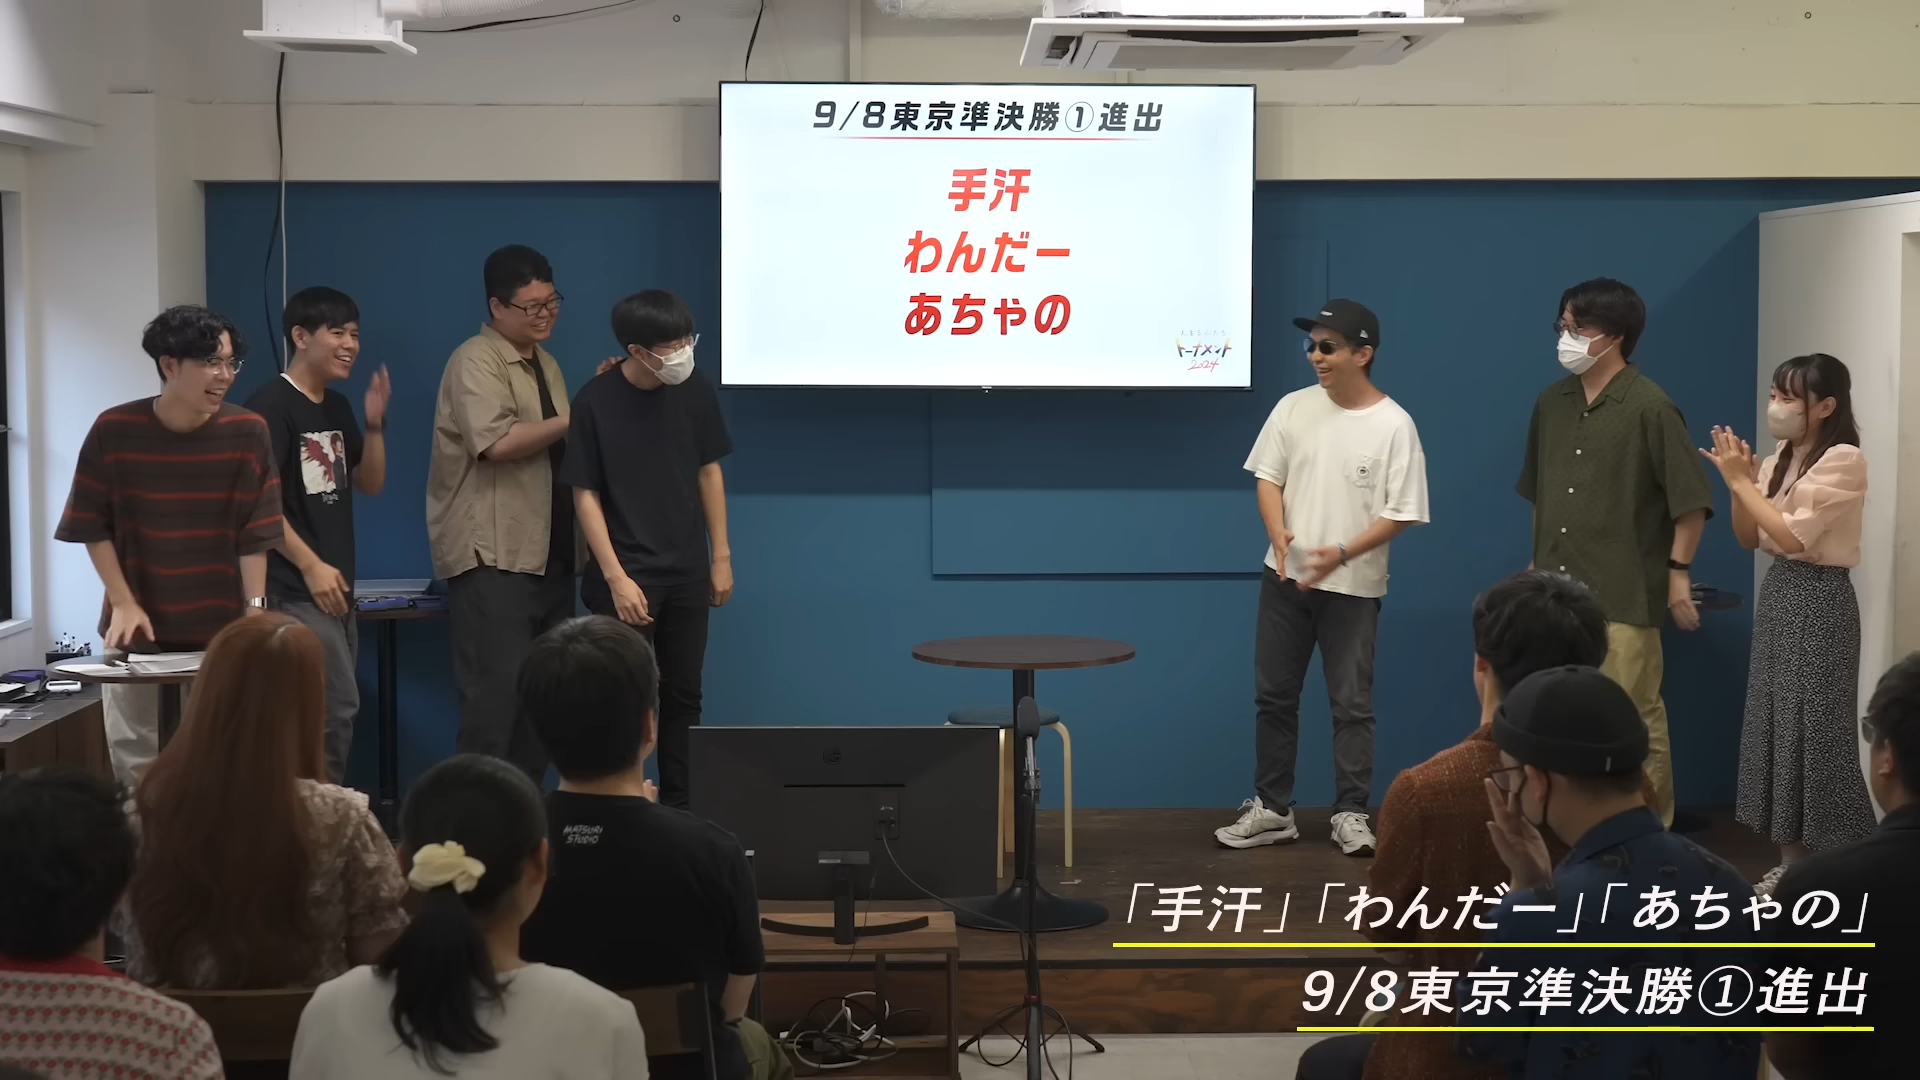 9/8東京準決勝①進出
手汗
わんだー
あちゃの
トーナメント
2024
MATSURI
STUDIO
「手汗」「わんだー」「あちゃの」
9/8東京準決勝①進出